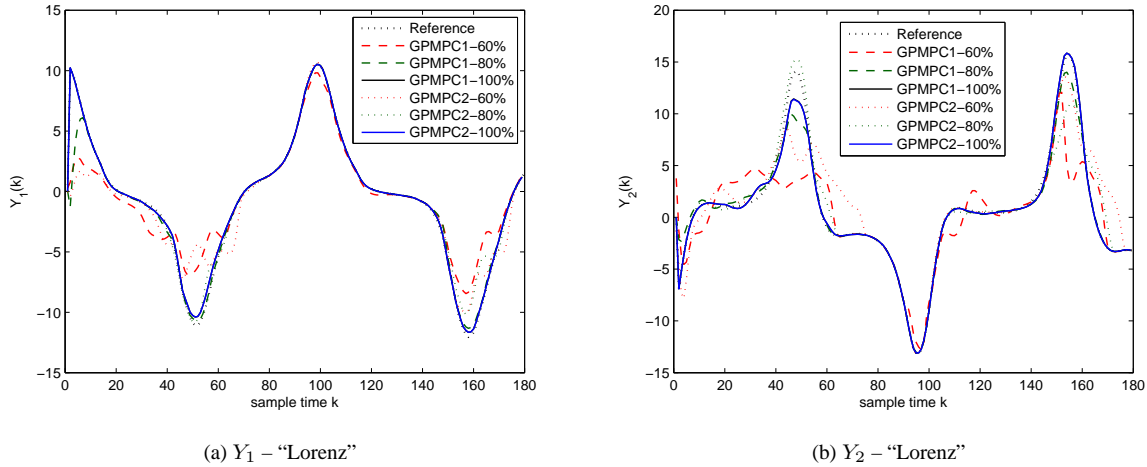 15
10
5
0
−5
−10
−15
0 20 40 60 80 100 120 140 160 180
Y1(k)
sample time k
Reference
GPMPC1−60%
GPMPC1−80%
GPMPC1−100%
GPMPC2−60%
GPMPC2−80%
GPMPC2−100%
(a) Y1 – “Lorenz”
20
15
10
5
0
−5
−10
−15
0 20 40 60 80 100 120 140 160 180
Y2(k)
sample time k
Reference
GPMPC1−60%
GPMPC1−80%
GPMPC1−100%
GPMPC2−60%
GPMPC2−80%
GPMPC2−100%
(b) Y2 – “Lorenz”